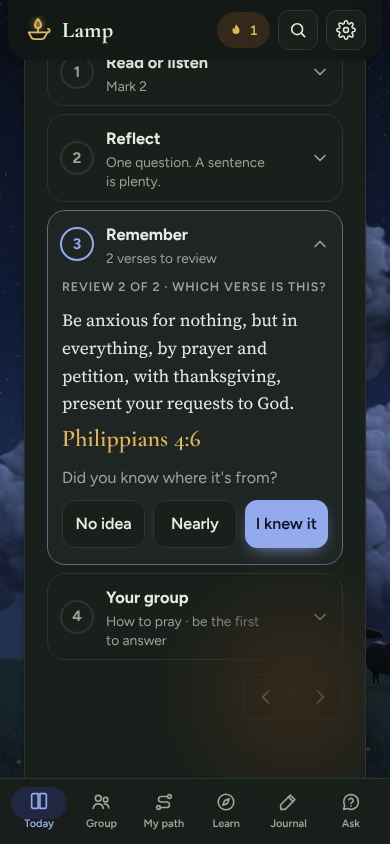 Lamp
1
1
Read or listen
Mark 2
2
Reflect
One question. A sentence
is plenty.
3
Remember
2 verses to review
REVIEW 2 OF 2 · WHICH VERSE IS THIS?
Be anxious for nothing, but in
everything, by prayer and
petition, with thanksgiving,
present your requests to God.
Philippians 4:6
Did you know where it's from?
No idea
Nearly
I knew it
4
Your group
How to pray · be the first
to answer
Today
Group
My path
Learn
Journal
Ask